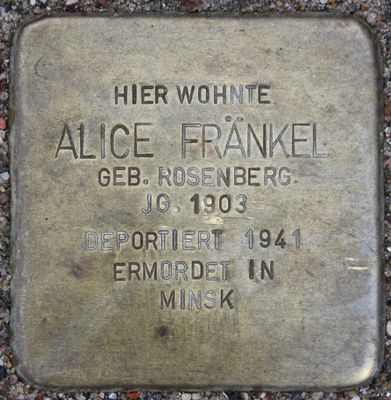 HIER WOHNTE
ALICE FRÄNKEL
GEB. ROSENBERG
JG. 1903
DEPORTIERT 1941
ERMORDET IN
MINSK